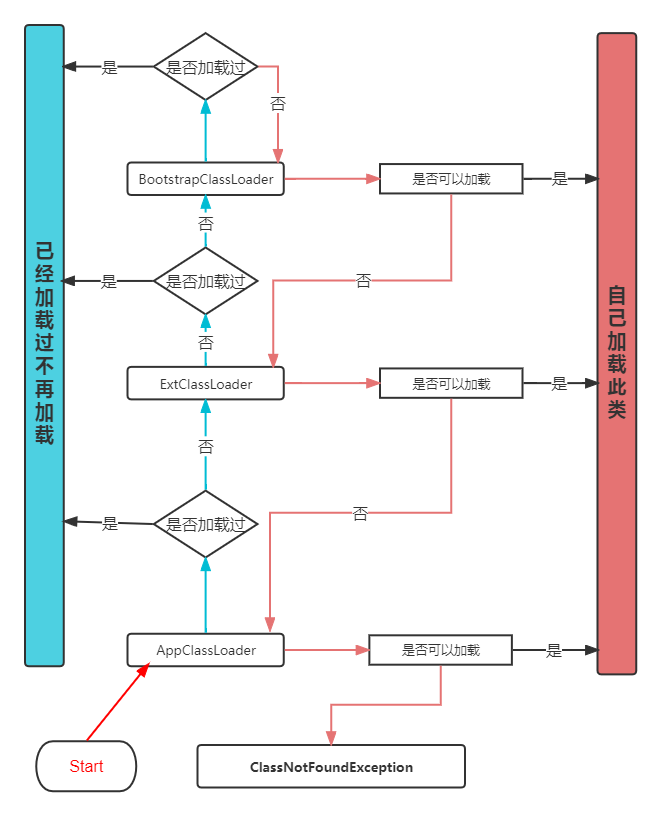 是
是否加载过
否
BootstrapClassLoader
是否可以加载
是
否
是
是否加载过
否
已经加载过不再加载
自己加载此类
否
ExtClassLoader
是否可以加载
是
否
是
是否加载过
否
AppClassLoader
是否可以加载
是
Start
ClassNotFoundException